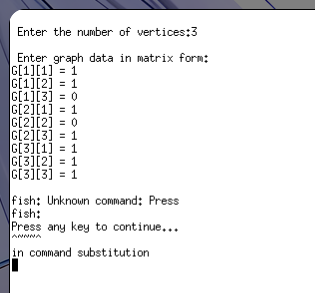 Enter the number of vertices:3
Enter graph data in matrix form:
G[1][1] = 1
G[1][2] = 1
G[1][3] = 0
G[2][1] = 1
G[2][2] = 0
G[2][3] = 1
G[3][1] = 1
G[3][2] = 1
G[3][3] = 1
fish: Unknown command: Press
fish:
Press any key to continue...
^~~~^
in command substitution